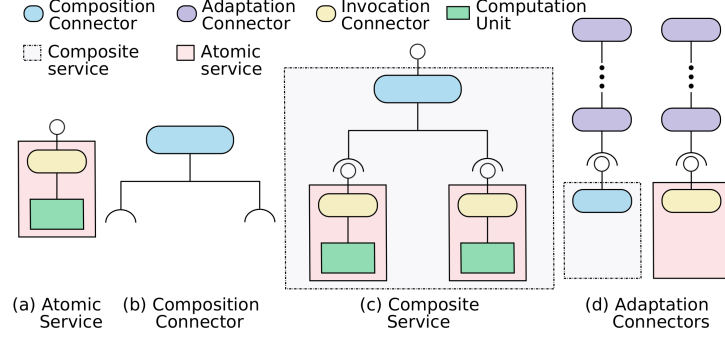 Composition Connector
Adaptation Connector
Invocation Connector
Computation Unit
Composite service
Atomic service
(a) Atomic Service
(b) Composition Connector
(c) Composite Service
(d) Adaptation Connectors